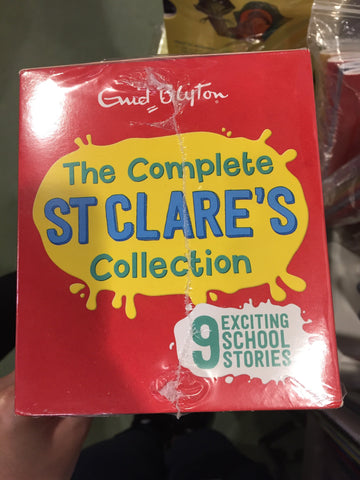 Enid Blyton
The Complete
ST CLARE'S
Collection
9 EXCITING
SCHOOL
STORIES